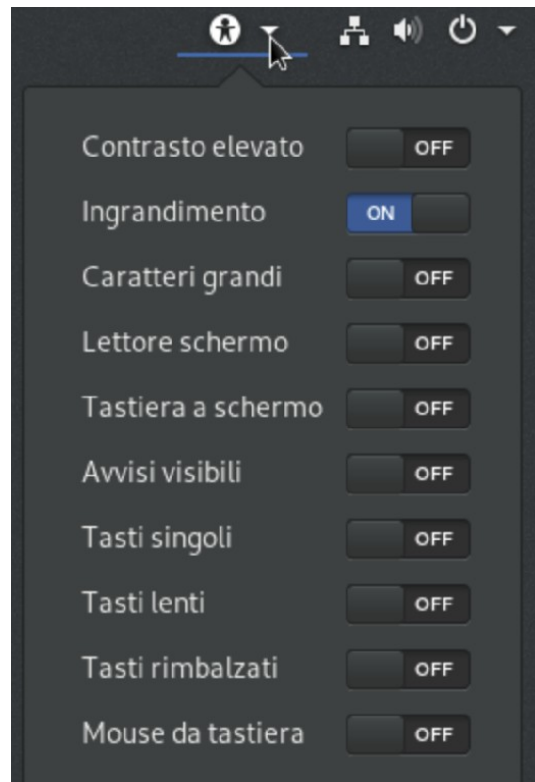 Contrasto elevato OFF
Ingrandimento ON
Caratteri grandi OFF
Lettore schermo OFF
Tastiera a schermo OFF
Avvisi visibili OFF
Tasti singoli OFF
Tasti lenti OFF
Tasti rimbalzati OFF
Mouse da tastiera OFF